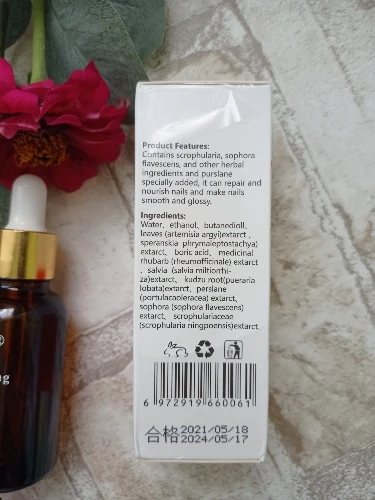 Product Features:
Contains scrophularia, sophora
flavescens, and other herbal
ingredients and purslane
specially added, it can repair and
nourish nails and make nails
smooth and glossy.
Ingredients:
Water, ethanol, butanedioll,
leaves (artemisia argyi)extarct ,
speranskia phrymaleptostachya)
extarct, boric acid, medicinal
rhubarb (rheumofficinale) extarct
, salvia (salvia miltiorrhi-
za)extarct, kudzu root(pueraria
lobata)extarct, perslane
(portulacaoleracea) extarct,
sophora (sophora flavescens)
extarct, scrophulariaceae
(scrophularia ningpoensis)extarct,
6 972919 660061
合格 2021/05/18
2024/05/17
®